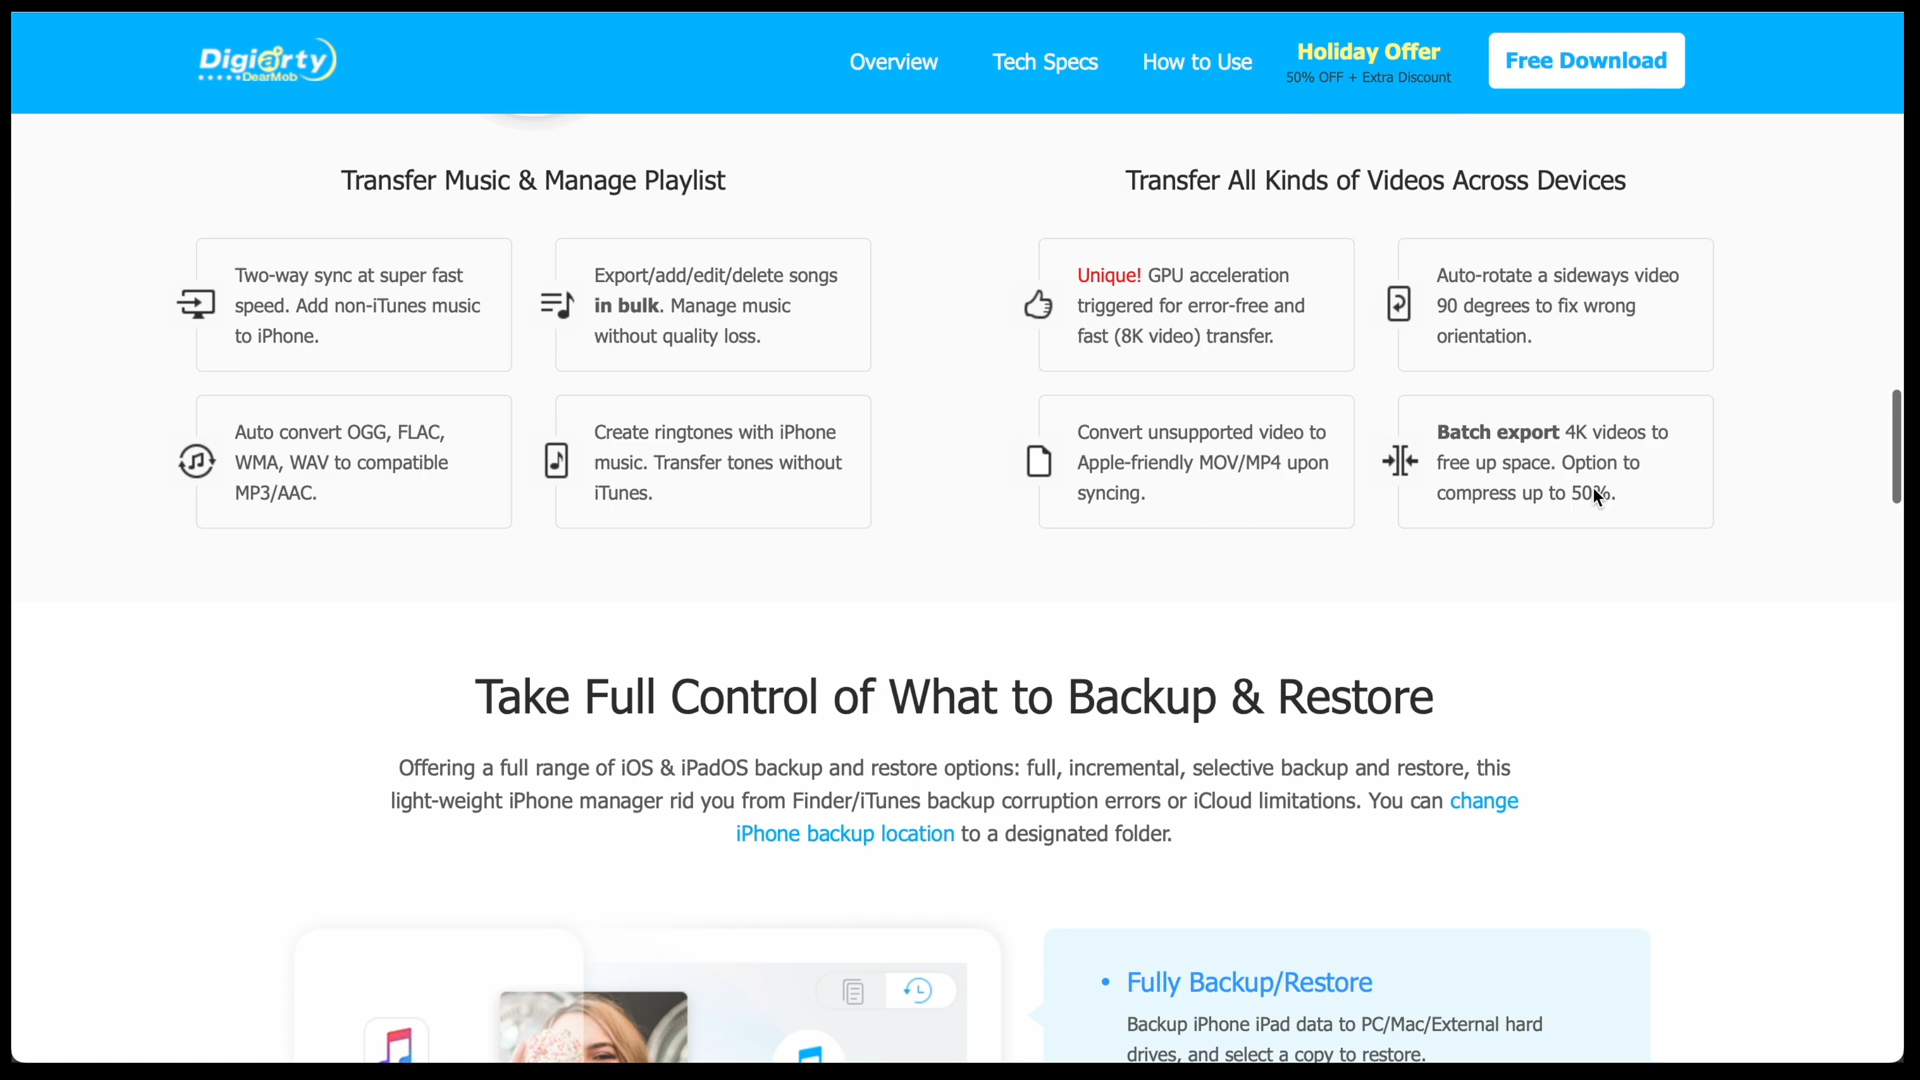 Digiarty
DearMob
Overview
Tech Specs
How to Use
Holiday Offer
50% OFF + Extra Discount
Free Download
Transfer Music & Manage Playlist
Two-way sync at super fast
speed. Add non-iTunes music
to iPhone.
Export/add/edit/delete songs
in bulk. Manage music
without quality loss.
Auto convert OGG, FLAC,
WMA, WAV to compatible
MP3/AAC.
Create ringtones with iPhone
music. Transfer tones without
iTunes.
Transfer All Kinds of Videos Across Devices
Unique! GPU acceleration
triggered for error-free and
fast (8K video) transfer.
Auto-rotate a sideways video
90 degrees to fix wrong
orientation.
Convert unsupported video to
Apple-friendly MOV/MP4 upon
syncing.
Batch export 4K videos to
free up space. Option to
compress up to 50%.
Take Full Control of What to Backup & Restore
Offering a full range of iOS & iPadOS backup and restore options: full, incremental, selective backup and restore, this
light-weight iPhone manager rid you from Finder/iTunes backup corruption errors or iCloud limitations. You can change
iPhone backup location to a designated folder.
• Fully Backup/Restore
Backup iPhone iPad data to PC/Mac/External hard
drives, and select a copy to restore.